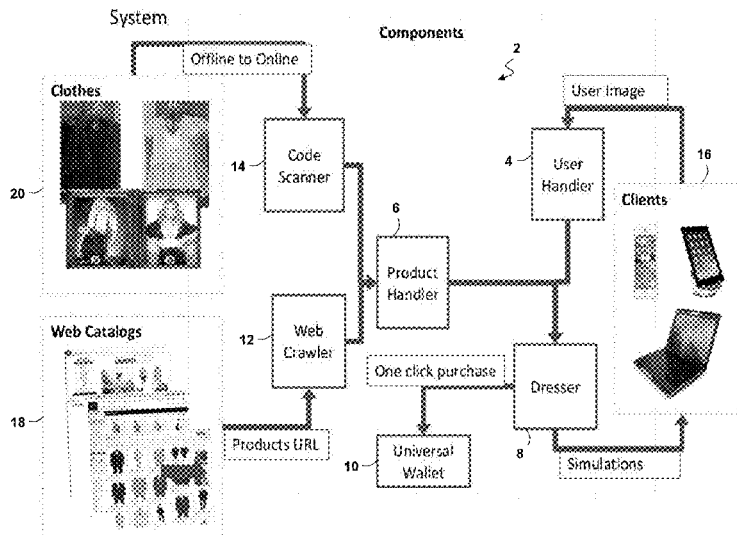 System
Components
2
Offline to Online
User Image
Clothes
14
Code
Scanner
4
User
Handler
16
20
Clients
6
Product
Handler
Web Catalogs
12
Web
Crawler
18
One click purchase
Dresser
Products URL
10
Universal
Wallet
8
Simulations